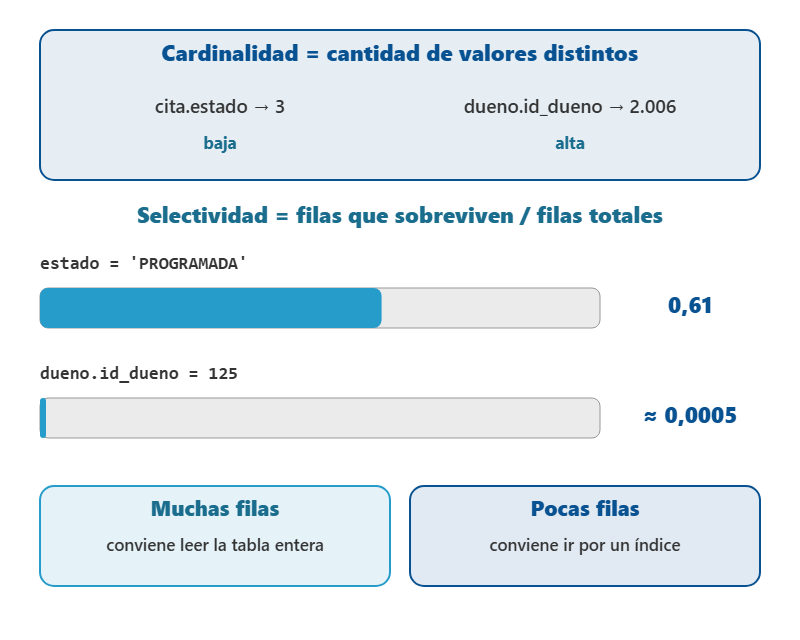 Cardinalidad = cantidad de valores distintos
cita.estado → 3
dueno.id_dueno → 2.006
baja
alta
Selectividad = filas que sobreviven / filas totales
estado = 'PROGRAMADA'
0,61
dueno.id_dueno = 125
≈ 0,0005
Muchas filas
conviene leer la tabla entera
Pocas filas
conviene ir por un índice